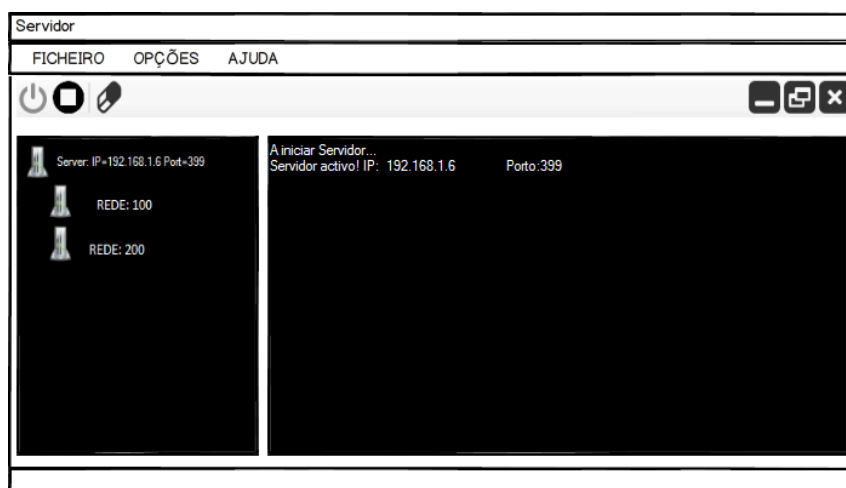 Servidor
FICHEIRO OPÇÕES AJUDA
Server: IP=192.168.1.6 Port=399
REDE: 100
REDE: 200
A iniciar Servidor...
Servidor activo! IP: 192.168.1.6 Porto:399